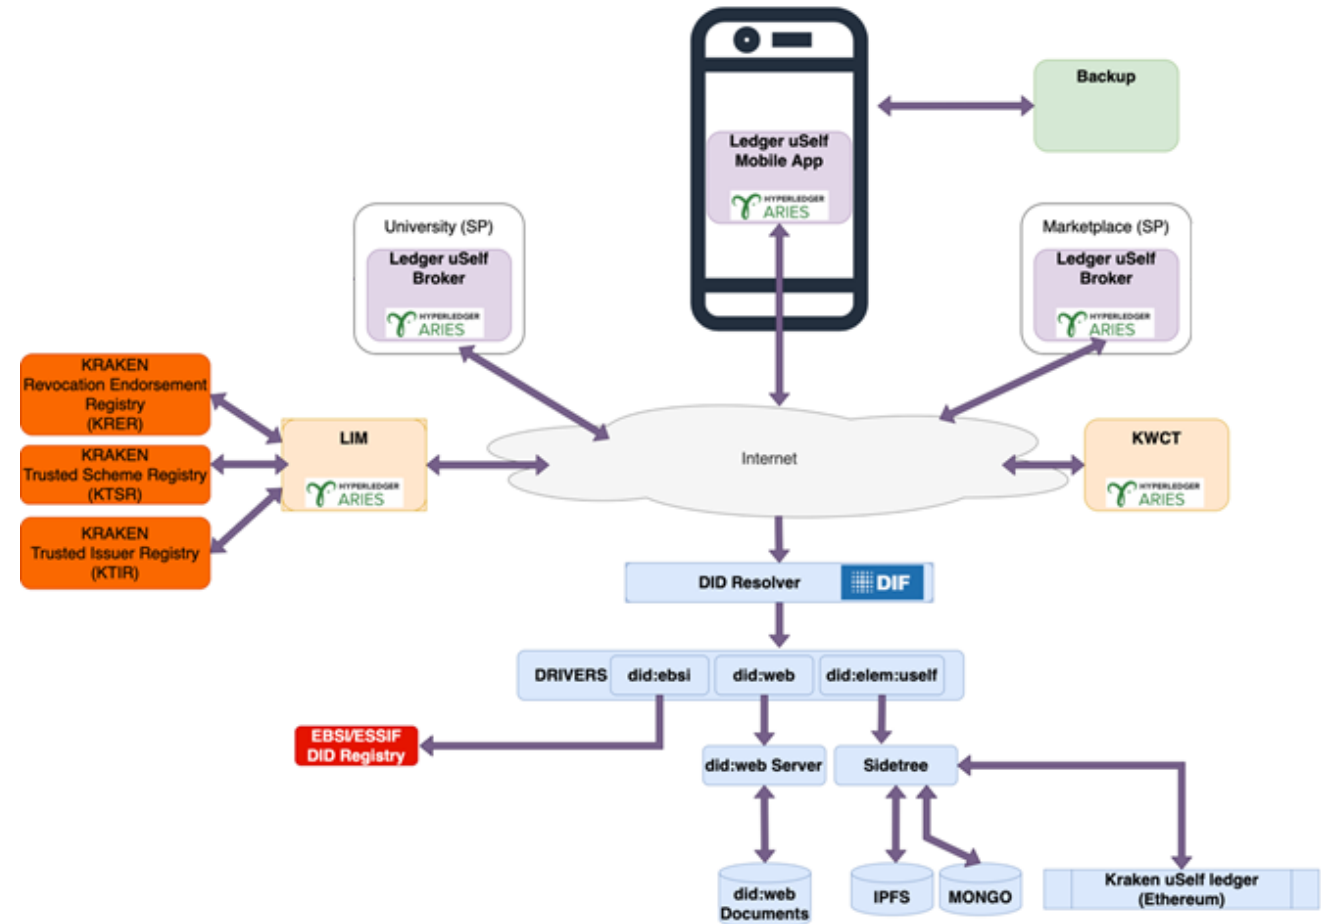 Backup
Ledger uSelf
Mobile App
HYPERLEDGER
ARIES
University (SP)
Ledger uSelf
Broker
HYPERLEDGER
ARIES
Marketplace (SP)
Ledger uSelf
Broker
HYPERLEDGER
ARIES
KRAKEN
Revocation Endorsement
Registry
(KRER)
KRAKEN
Trusted Scheme Registry
(KTSR)
KRAKEN
Trusted Issuer Registry
(KTIR)
LIM
HYPERLEDGER
ARIES
Internet
KWCT
HYPERLEDGER
ARIES
DID Resolver
DIF
DRIVERS
did:ebsi
did:web
did:elem:uself
EBSI/ESSIF
DID Registry
did:web Server
Sidetree
did:web
Documents
IPFS
MONGO
Kraken uSelf ledger
(Ethereum)